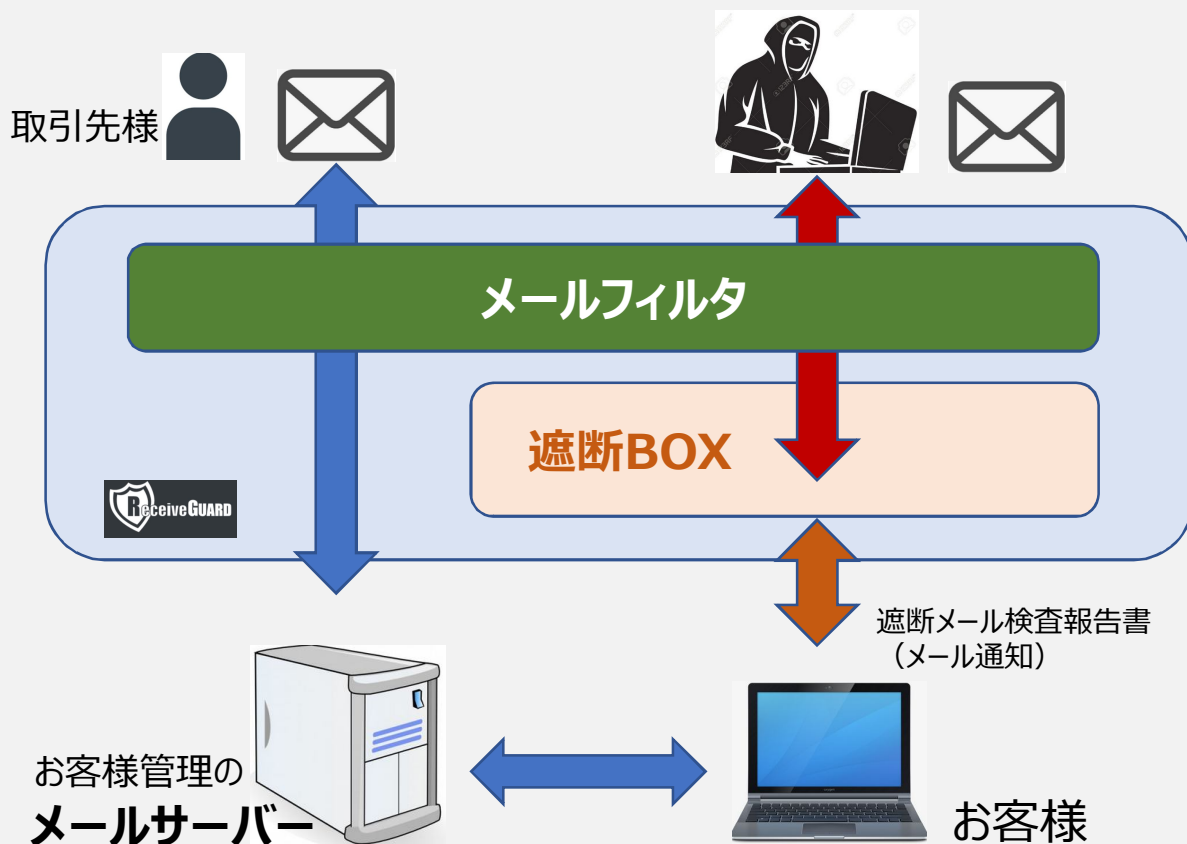 取引先様
メールフィルタ
遮断BOX
ReceiveGUARD
遮断メール検査報告書
（メール通知）
お客様管理の
メールサーバー
お客様